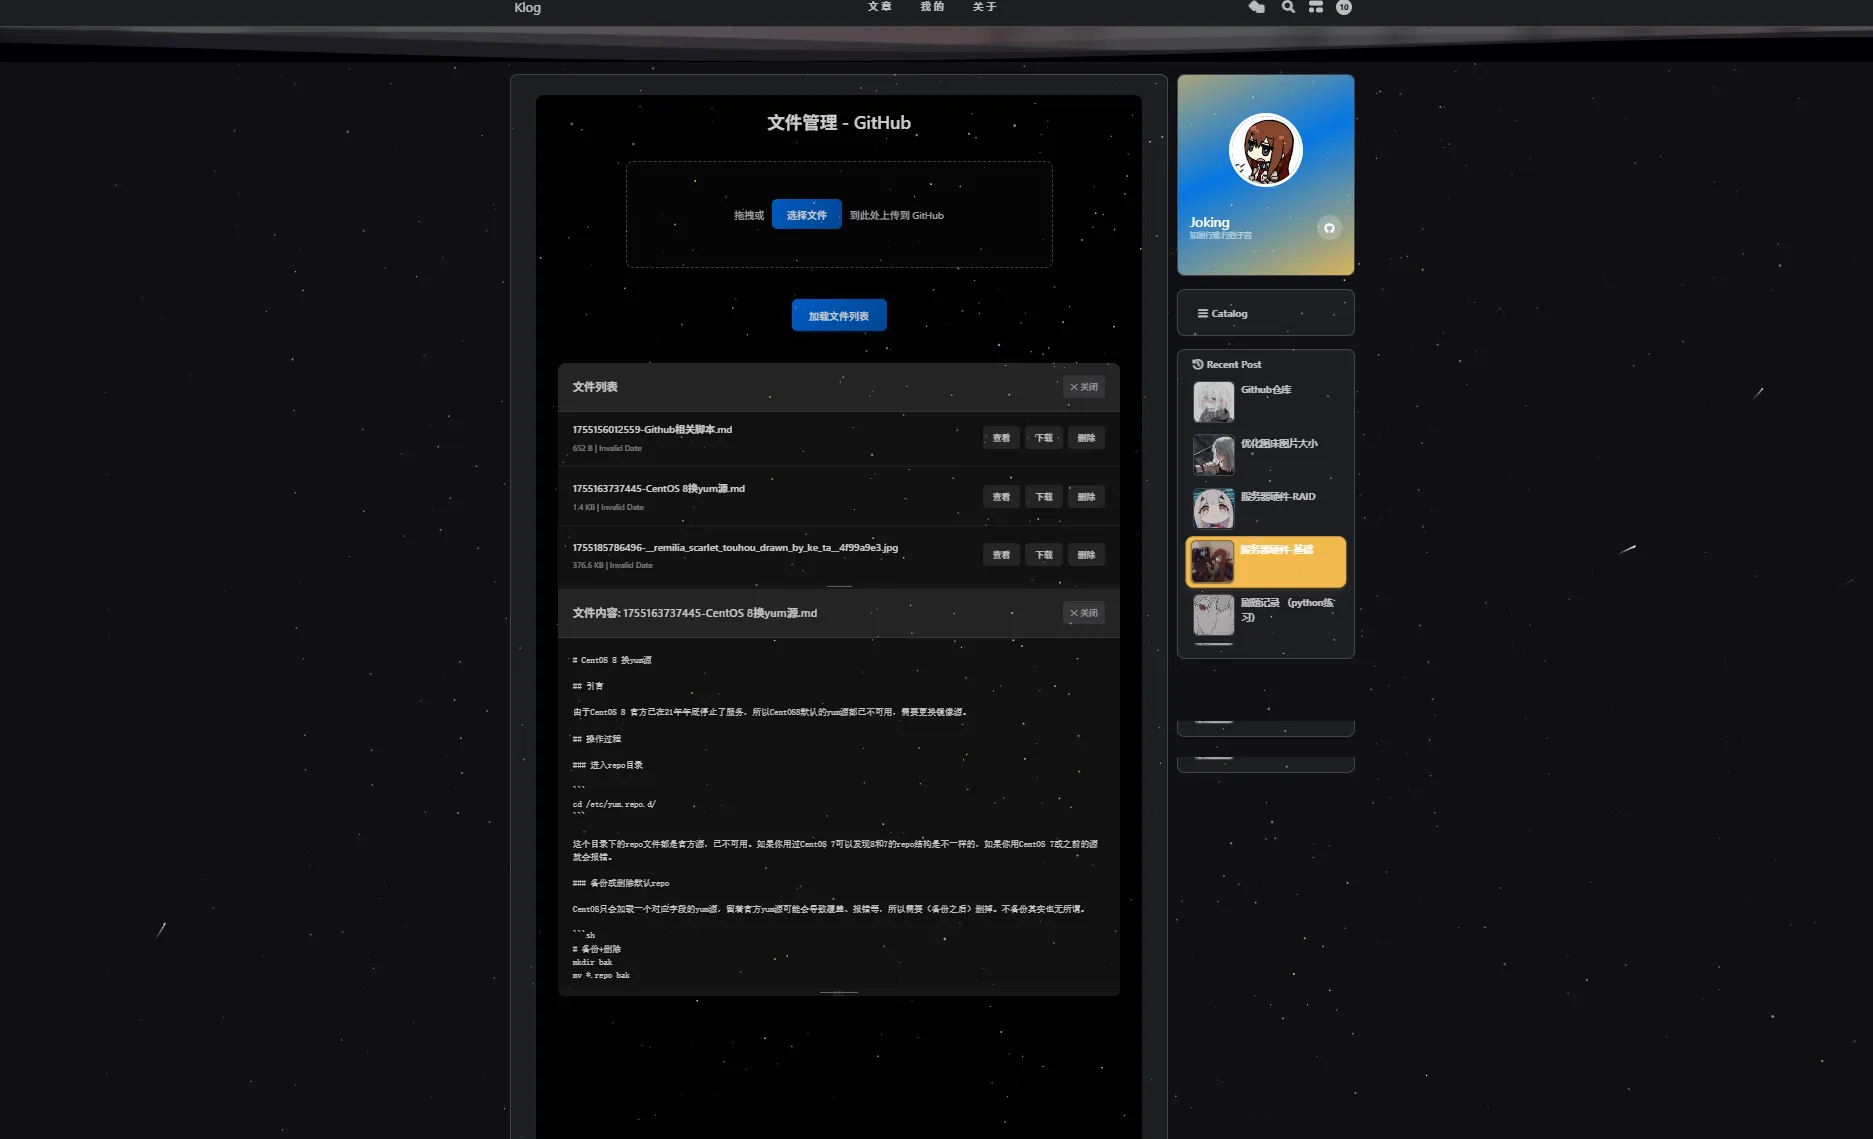 Klog
文章
我的
关于
10
文件管理 - GitHub
拖拽或 选择文件 到此处上传到 GitHub
加载文件列表
文件列表
× 关闭
1755156012559-Github相关脚本.md
652 B | Invalid Date
查看 下载 删除
1755163737445-CentOS 8换yum源.md
1.4 KB | Invalid Date
查看 下载 删除
1755185786496-__remilia_scarlet_touhou_drawn_by_ke_ta__4f99a9e3.jpg
376.6 KB | Invalid Date
查看 下载 删除
文件内容: 1755163737445-CentOS 8换yum源.md
× 关闭
# CentOS 8 换yum源
## 引言
由于CentOS 8 官方已在21年年底停止了服务，所以CentOS8默认的yum源都已不可用，需要更换镜像源。
## 操作过程
### 进入repo目录
```
cd /etc/yum.repo.d/
```
这个目录下的repo文件都是官方源，已不可用。如果你用过CentOS 7可以发现8和7的repo结构是不一样的，如果你用CentOS 7或之前的源
就会报错。
### 备份或删除默认repo
CentOS只会加载一个对应字段的yum源，留着官方yum源可能会导致覆盖、报错等，所以需要（备份之后）删掉。不备份其实也无所谓。
```sh
# 备份+删除
mkdir bak
mv *.repo bak
Joking
知易行难,行胜于言
Catalog
Recent Post
Github仓库
优化图床图片大小
服务器硬件-RAID
服务器硬件-基础
刷题记录 （python练
习）